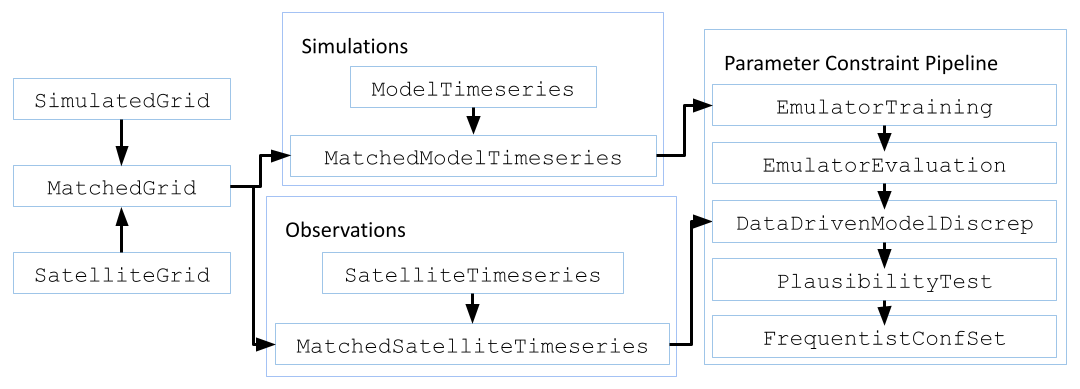 SimulatedGrid
MatchedGrid
SatelliteGrid
Simulations
ModelTimeseries
MatchedModelTimeseries
Observations
SatelliteTimeseries
MatchedSatelliteTimeseries
Parameter Constraint Pipeline
EmulatorTraining
EmulatorEvaluation
DataDrivenModelDiscrep
PlausibilityTest
FrequentistConfSet